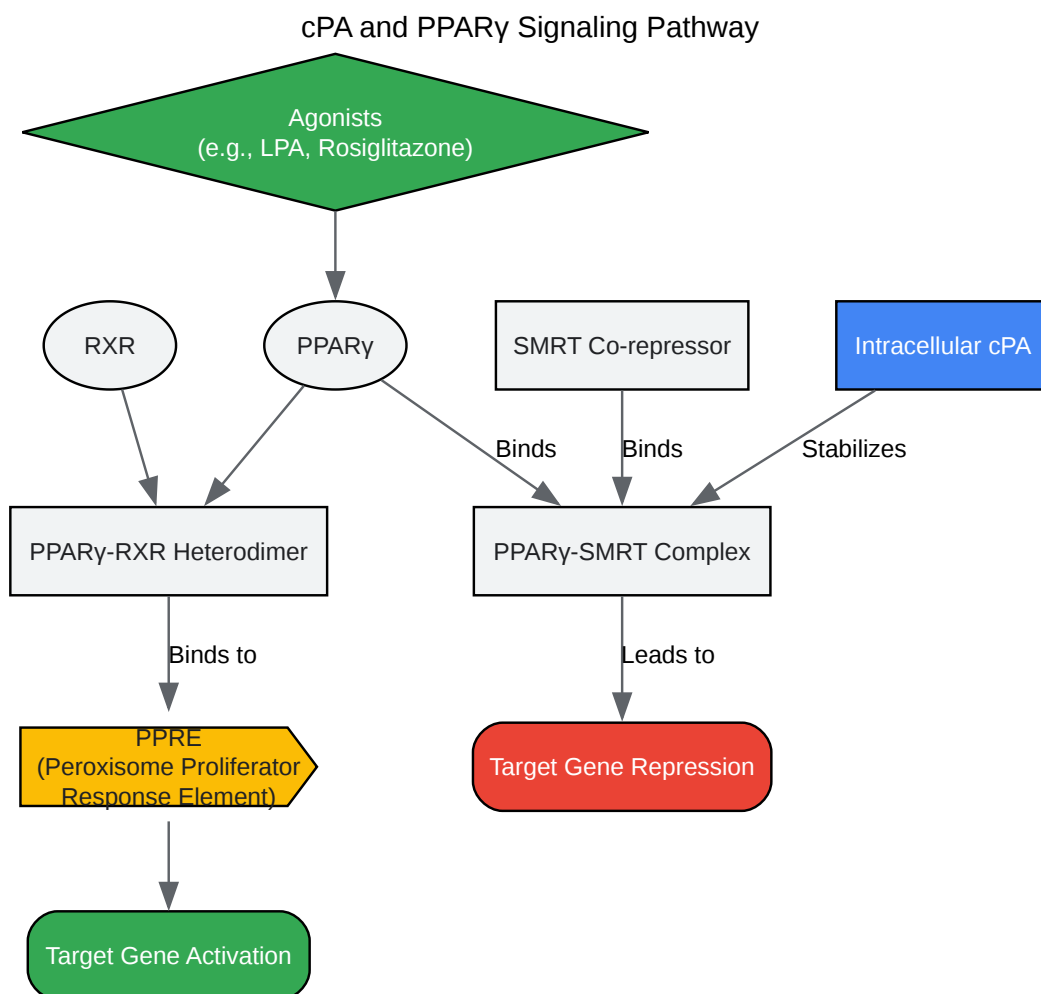 cPA and PPARγ Signaling Pathway
Agonists
(e.g., LPA, Rosiglitazone)
RXR
PPARγ
SMRT Co-repressor
Intracellular cPA
Binds
Binds
Stabilizes
PPARγ-RXR Heterodimer
PPARγ-SMRT Complex
Binds to
Leads to
PPRE
(Peroxisome Proliferator
Response Element)
Target Gene Repression
Target Gene Activation